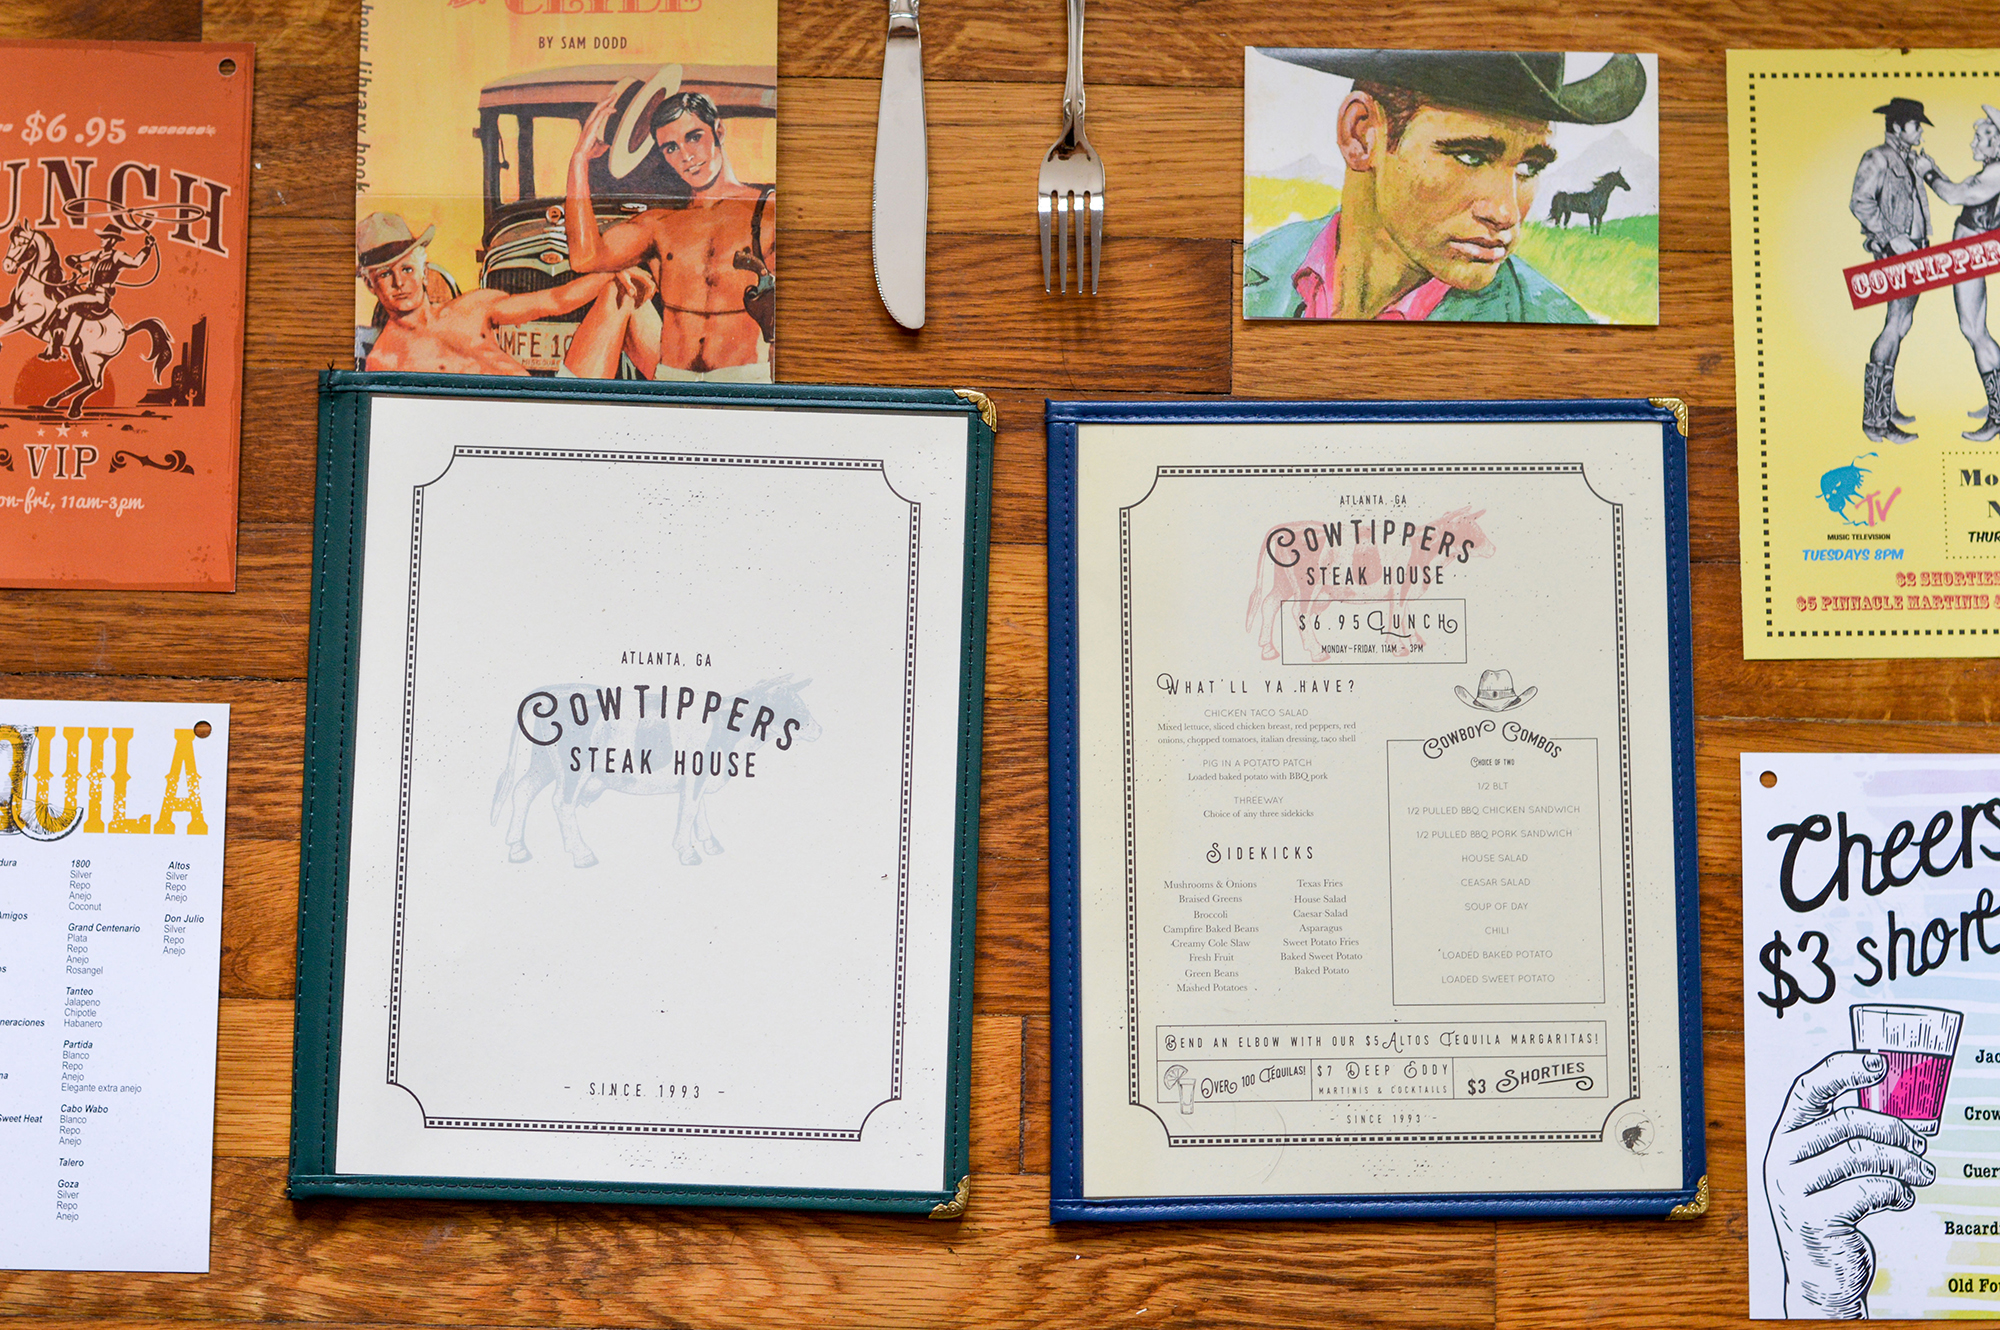 $6.95
UNCH
VIP
on-fri, 11am-3pm
hour library book
CLYDE
BY SAM DODD
MFE 10
COWTIPPERS
TV
MUSIC TELEVISION
TUESDAYS 8PM
Mo
N
THUR
$2 SHORTIES
$5 PINNACLE MARTINIS &
ATLANTA, GA
COWTIPPERS
STEAK HOUSE
- SINCE 1993 -
ATLANTA, GA
COWTIPPERS
STEAK HOUSE
$6.95 LUNCH
MONDAY-FRIDAY, 11AM - 3PM
WHAT'LL YA HAVE?
CHICKEN TACO SALAD
Mixed lettuce, sliced chicken breast, red peppers, red
onions, chopped tomatoes, italian dressing, taco shell
PIG IN A POTATO PATCH
Loaded baked potato with BBQ pork
THREEWAY
Choice of any three sidekicks
SIDEKICKS
Mushrooms & Onions
Braised Greens
Broccoli
Campfire Baked Beans
Creamy Cole Slaw
Fresh Fruit
Green Beans
Mashed Potatoes
Texas Fries
House Salad
Caesar Salad
Asparagus
Sweet Potato Fries
Baked Sweet Potato
Baked Potato
COWBOY COMBOS
CHOICE OF TWO
1/2 BLT
1/2 PULLED BBQ CHICKEN SANDWICH
1/2 PULLED BBQ PORK SANDWICH
HOUSE SALAD
CEASAR SALAD
SOUP OF DAY
CHILI
LOADED BAKED POTATO
LOADED SWEET POTATO
BEND AN ELBOW WITH OUR $5 ALTOS TEQUILA MARGARITAS!
OVER 100 TEQUILAS!
$7 DEEP EDDY
MARTINIS & COCKTAILS
$3 SHORTIES
- SINCE 1993 -
QUILA
dura
Amigos
os
neraciones
na
Sweet Heat
1800
Silver
Repo
Anejo
Coconut
Grand Centenario
Plata
Repo
Anejo
Rosangel
Tanteo
Jalapeno
Chipotle
Habanero
Partida
Blanco
Repo
Anejo
Elegante extra anejo
Cabo Wabo
Blanco
Repo
Anejo
Talero
Goza
Silver
Repo
Anejo
Altos
Silver
Repo
Anejo
Don Julio
Silver
Repo
Anejo
Cheers
$3 short
Jac
Crow
Cuerv
Bacardi
Old Fo